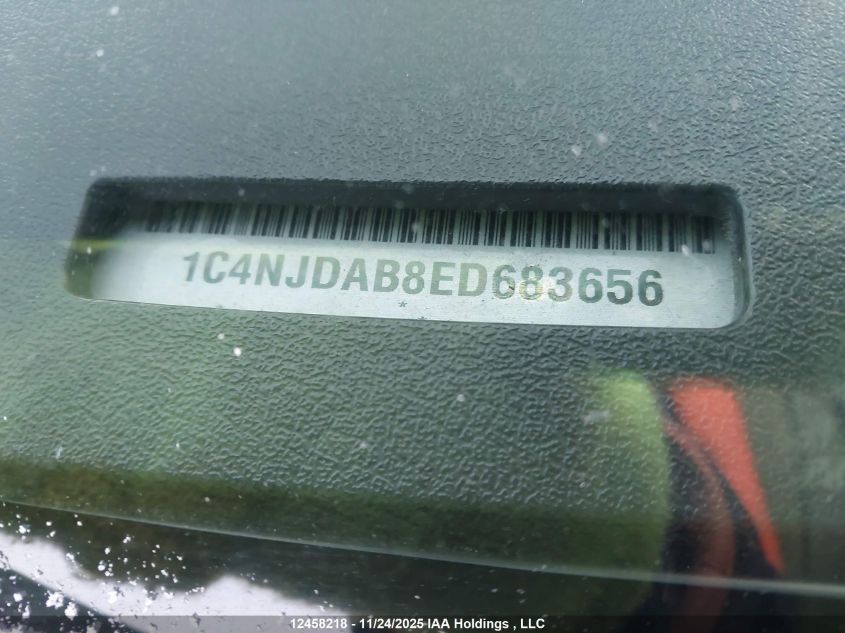 1C4NJDAB8ED683656
*
12458218 - 11/24/2025 IAA Holdings , LLC